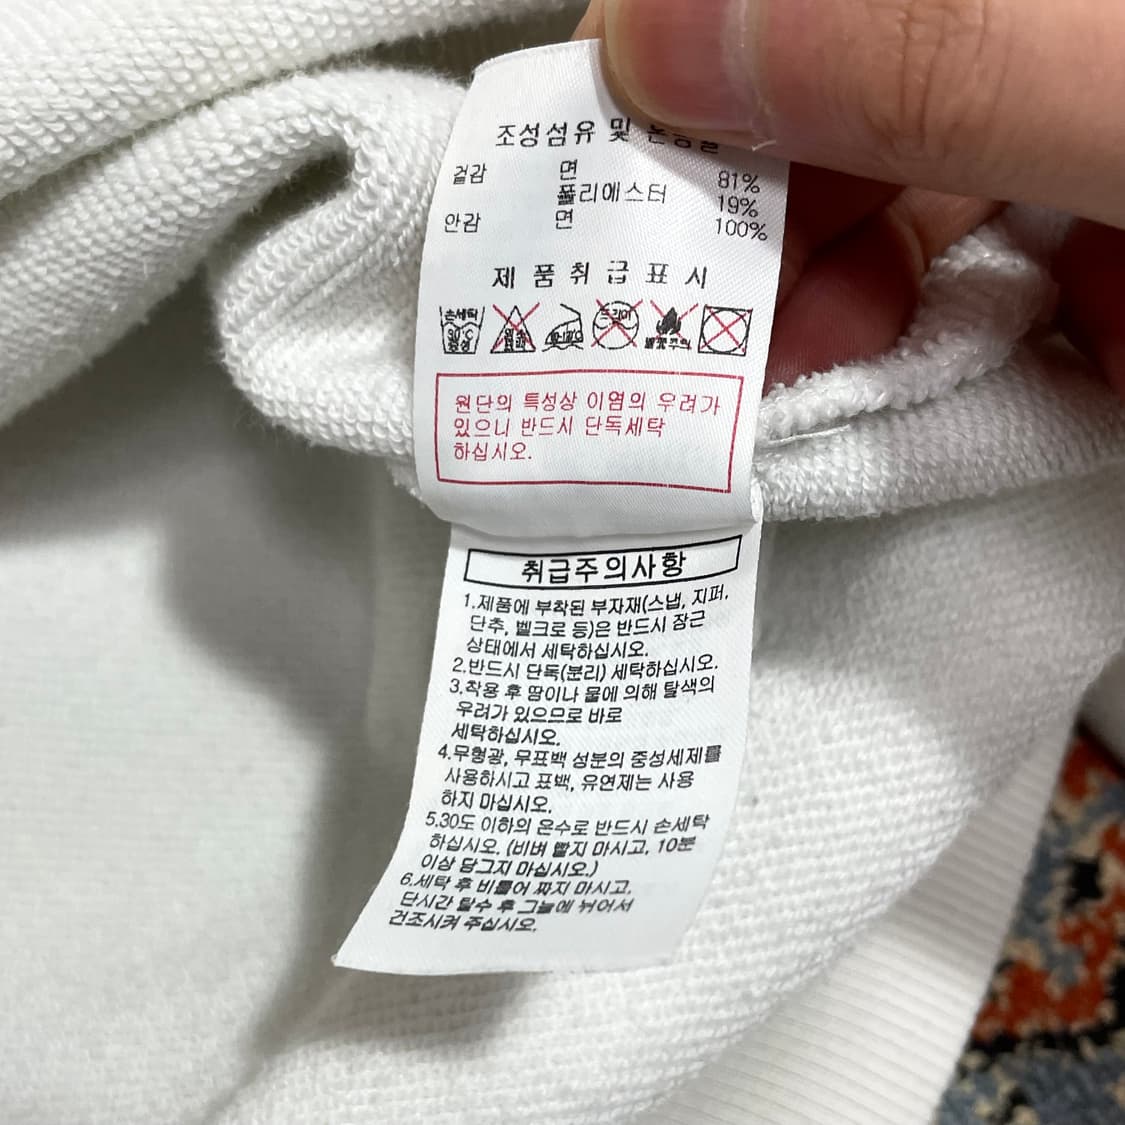 조성섬유 및
겉감 면 81%
폴리에스터 19%
안감 면 100%
제품취급표시
손세탁 30℃ 중성
드라이
원단의 특성상 이염의 우려가
있으니 반드시 단독세탁
하십시오.
취급주의사항
1.제품에 부착된 부자재(스냅, 지퍼,
단추, 벨크로 등)은 반드시 잠근
상태에서 세탁하십시오.
2.반드시 단독(분리) 세탁하십시오.
3.착용 후 땀이나 물에 의해 탈색의
우려가 있으므로 바로
세탁하십시오.
4.무형광, 무표백 성분의 중성세제를
사용하시고 표백, 유연제는 사용
하지 마십시오.
5.30도 이하의 온수로 반드시 손세탁
하십시오. (비벼 빨지 마시고, 10분
이상 담그지 마십시오.)
6.세탁 후 비틀어 짜지 마시고,
단시간 탈수 후 그늘에 뉘어서
건조시켜 주십시오.